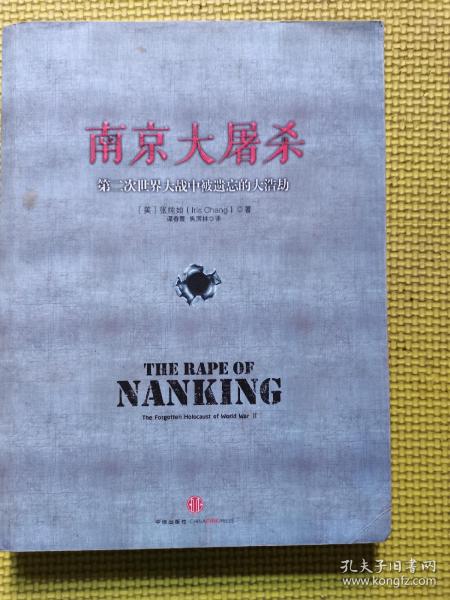 南京大屠杀
第二次世界大战中被遗忘的大浩劫
[美] 张纯如 (Iris Chang) ◎ 著
谭春霞 焦国林 ◎ 译
THE RAPE OF
NANKING
The Forgotten Holocaust of World War II
中信出版社·CHINACITICPRESS
孔夫子旧书网
www.kongfz.com